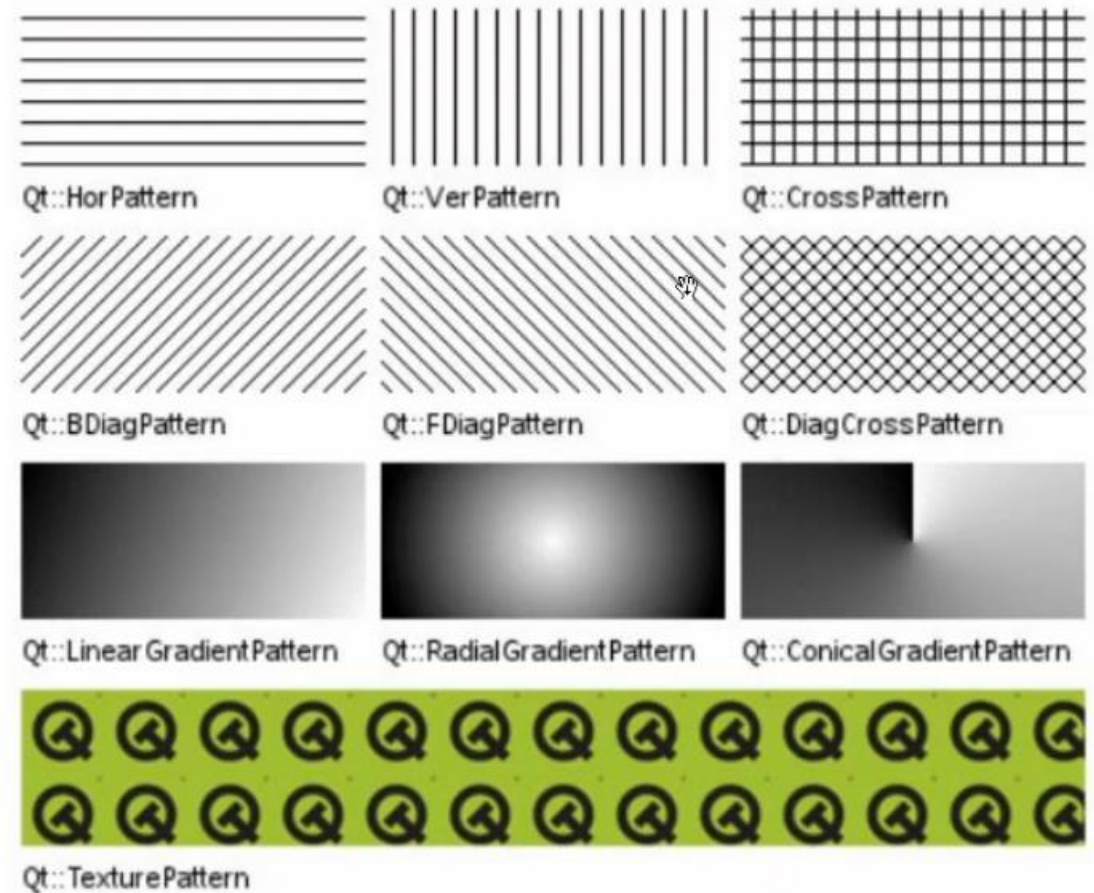 Qt::HorPattern
Qt::VerPattern
Qt::CrossPattern
Qt::BDiagPattern
Qt::FDiagPattern
Qt::DiagCrossPattern
Qt::LinearGradientPattern
Qt::RadialGradientPattern
Qt::ConicalGradientPattern
Qt::TexturePattern